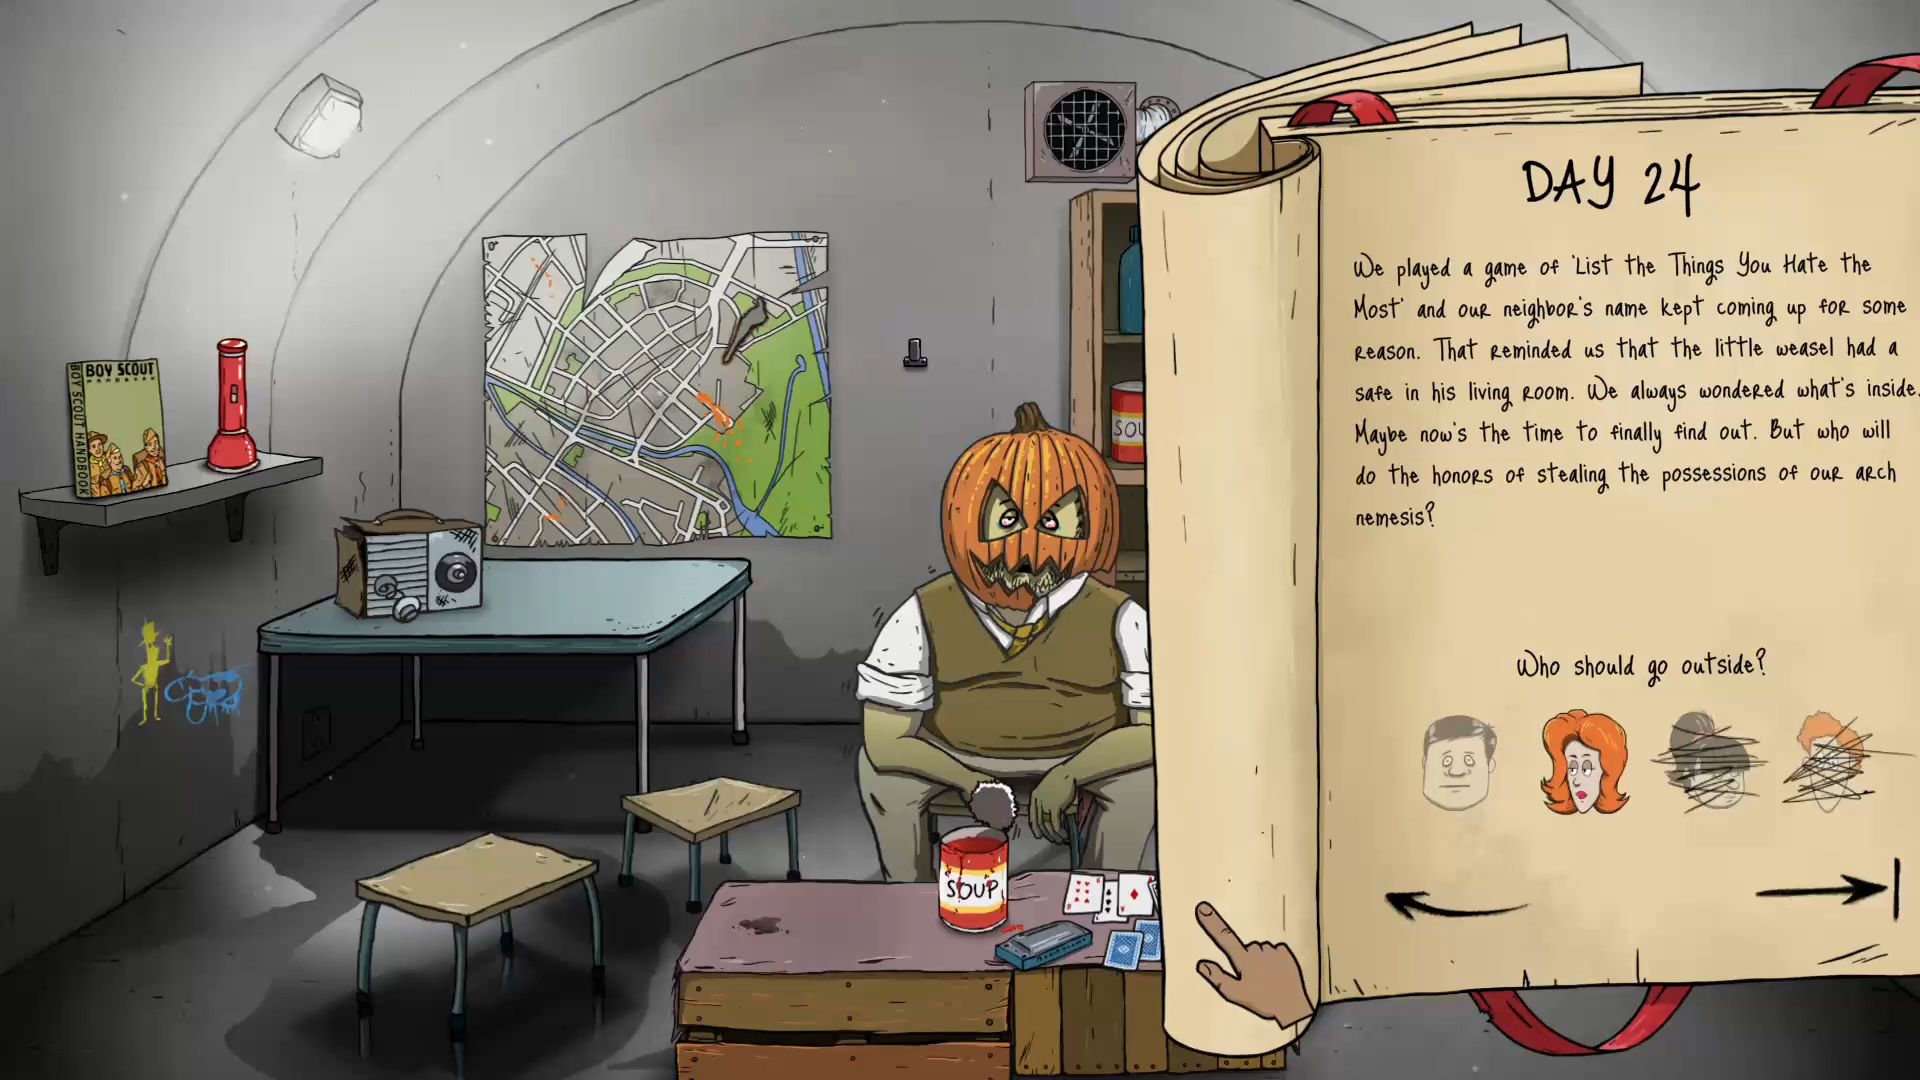 BOY SCOUT
HANDBOOK
BOY SCOUT HANDBOOK
SOUP
DAY 24
We played a game of 'List the Things You Hate the
Most' and our neighbor's name kept coming up for some
reason. That reminded us that the little weasel had a
safe in his living room. We always wondered what's inside.
Maybe now's the time to finally find out. But who will
do the honors of stealing the possessions of our arch
nemesis?
Who should go outside?
SOUP